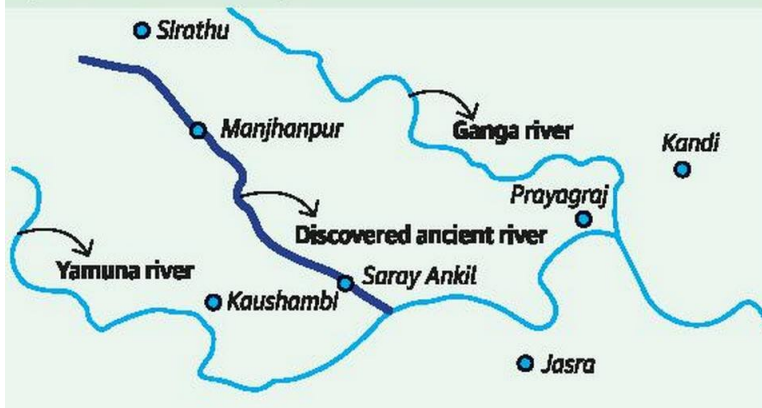 Sirathu
Manjhanpur
Ganga river
Kandi
Prayagraj
Discovered ancient river
Yamuna river
Saray Ankil
Kaushambi
Jasra